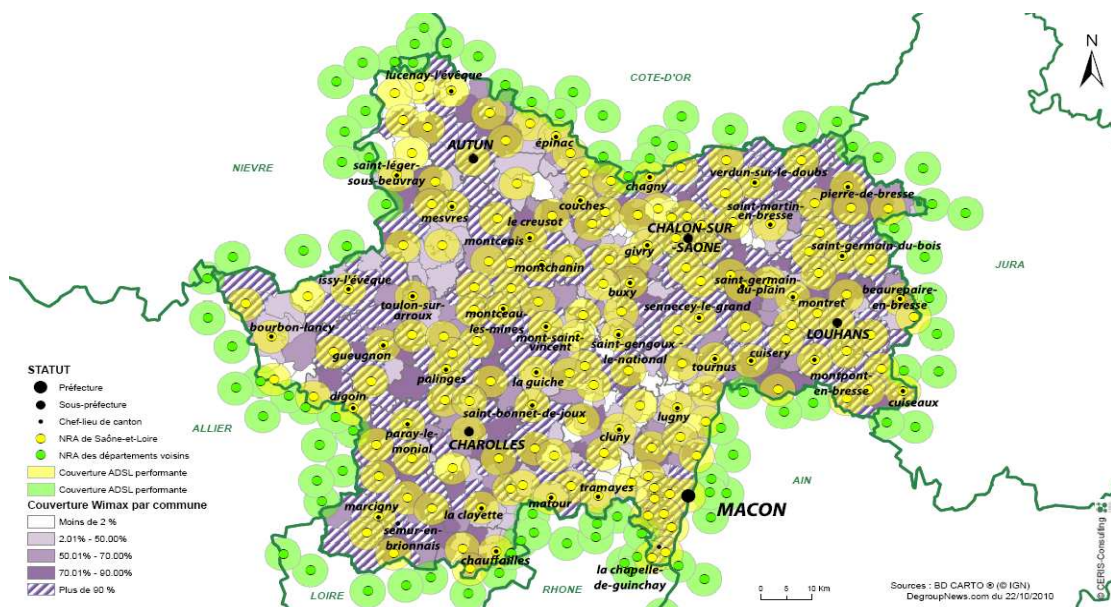 N
COTE-D'OR
NIEVRE
JURA
ALLIER
AIN
LOIRE
RHONE
lucenay-l'évêque
AUTUN
épinac
saint-léger-
sous-beuvray
mesvres
couches
chagny
verdun-sur-le-doubs
pierre-de-bresse
saint-martin-
en-bresse
le creusot
CHALON-SUR
-SAONE
montcenis
givry
saint-germain-du-bois
montchanin
issy-l'évêque
toulon-sur-
arroux
buxy
saint-germain-
du-plain
beaurepaire-
en-bresse
montret
sennecey-le-grand
bourbon-lancy
montceau-
les-mines
mont-saint-
vincent
saint-gengoux-
le-national
LOUHANS
gueugnon
cuisery
tournus
montpont-
en-bresse
palinges
la guiche
cuiseaux
digoin
saint-bonnet-de-joux
lugny
paray-le-
monial
CHAROLLES
cluny
tramayes
MACON
marcigny
la clayette
matour
semur-en-
brionnais
chauffailles
la chapelle-
de-guinchay
STATUT
Préfecture
Sous-préfecture
Chef-lieu de canton
NRA de Saône-et-Loire
NRA des départements voisins
Couverture ADSL performante
Couverture ADSL performante
Couverture Wimax par commune
Moins de 2 %
2.01% - 50.00%
50.01% - 70.00%
70.01% - 90.00%
Plus de 90 %
0 5 10 Km
Sources : BD CARTO ® (© IGN)
DegroupNews.com du 22/10/2010
© CERIS-Consulting